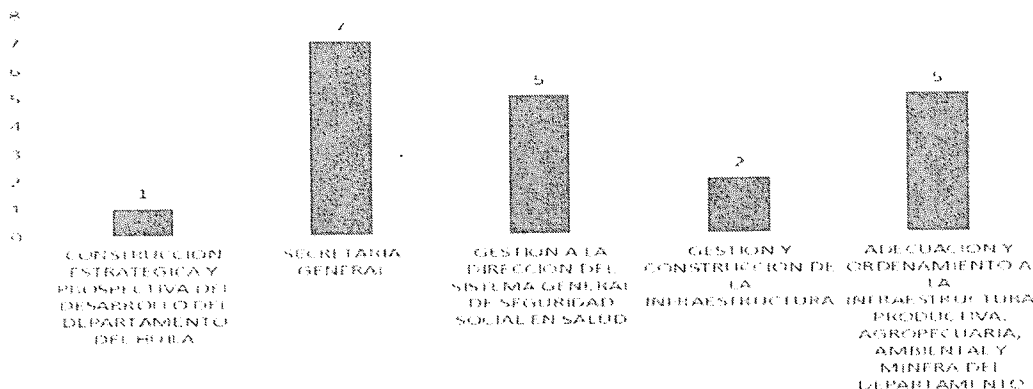 8
7
6
5
4
3
2
1
0
1
7
5
2
5
CONSTRUCCION
ESTRATEGICA Y
PROSPECTIVA DEL
DESARROLLO DEL
DEPARTAMENTO
DEL HUILA
SECRETARIA
GENERAL
GESTION A LA
DIRECCION DEL
SISTEMA GENERAL
DE SEGURIDAD
SOCIAL EN SALUD
GESTION Y
CONSTRUCCION DE
LA
INFRAESTRUCTURA
ADECUACION Y
ORDENAMIENTO A
LA
INFRAESTRUCTURA
PRODUCTIVA,
AGROPECUARIA,
AMBIENTAL Y
MINERA DEL
DEPARTAMENTO